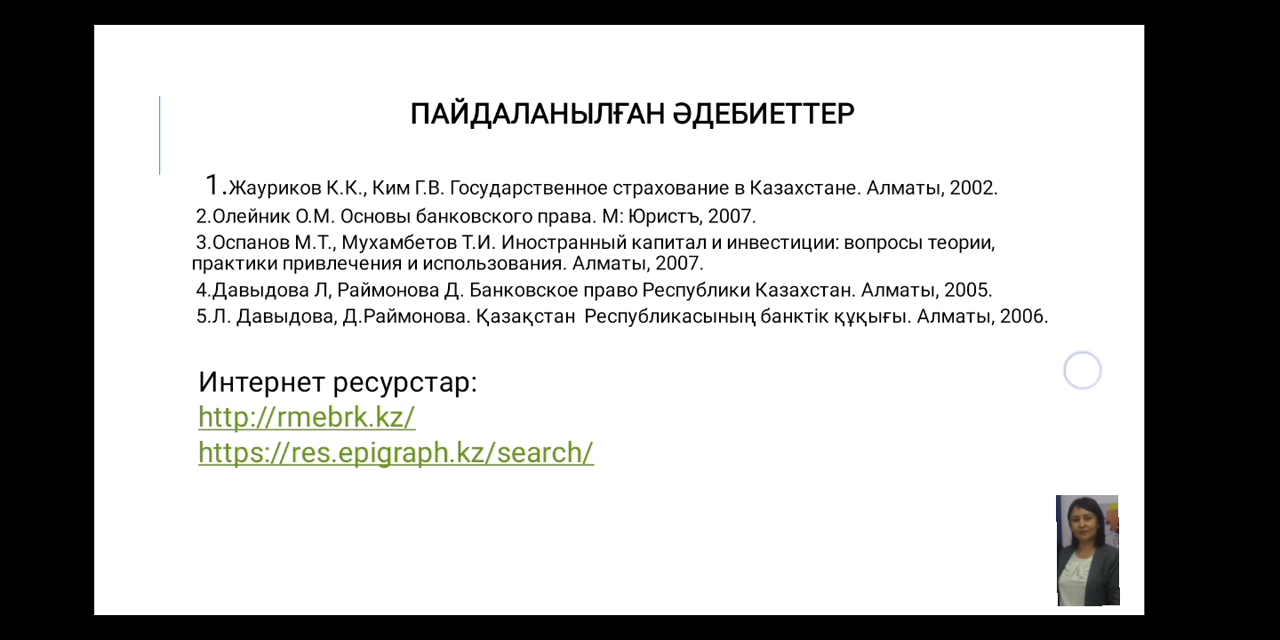 ПАЙДАЛАНЫЛҒАН ӘДЕБИЕТТЕР
1.Жауриков К.К., Ким Г.В. Государственное страхование в Казахстане. Алматы, 2002.
2.Олейник О.М. Основы банковского права. М: Юристъ, 2007.
3.Оспанов М.Т., Мухамбетов Т.И. Иностранный капитал и инвестиции: вопросы теории,
практики привлечения и использования. Алматы, 2007.
4.Давыдова Л, Раймонова Д. Банковское право Республики Казахстан. Алматы, 2005.
5.Л. Давыдова, Д.Раймонова. Қазақстан  Республикасының банктік құқығы. Алматы, 2006.
Интернет ресурстар:
http://rmebrk.kz/
https://res.epigraph.kz/search/